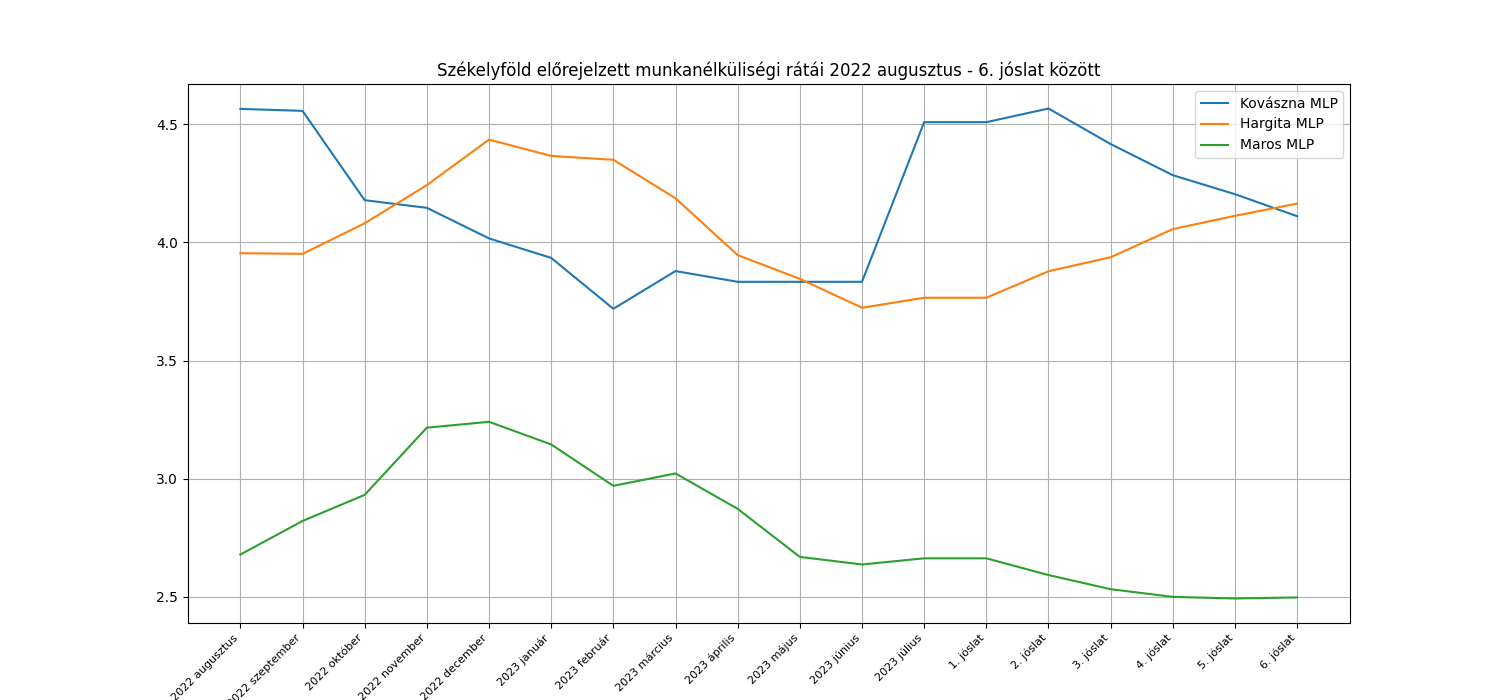 Székelyföld előrejelzett munkanélküliségi rátái 2022 augusztus - 6. jóslat között
Kovászna MLP
Hargita MLP
Maros MLP
4.5
4.0
3.5
3.0
2.5
2022 augusztus
2022 szeptember
2022 október
2022 november
2022 december
2023 január
2023 február
2023 március
2023 április
2023 május
2023 június
2023 július
1. jóslat
2. jóslat
3. jóslat
4. jóslat
5. jóslat
6. jóslat